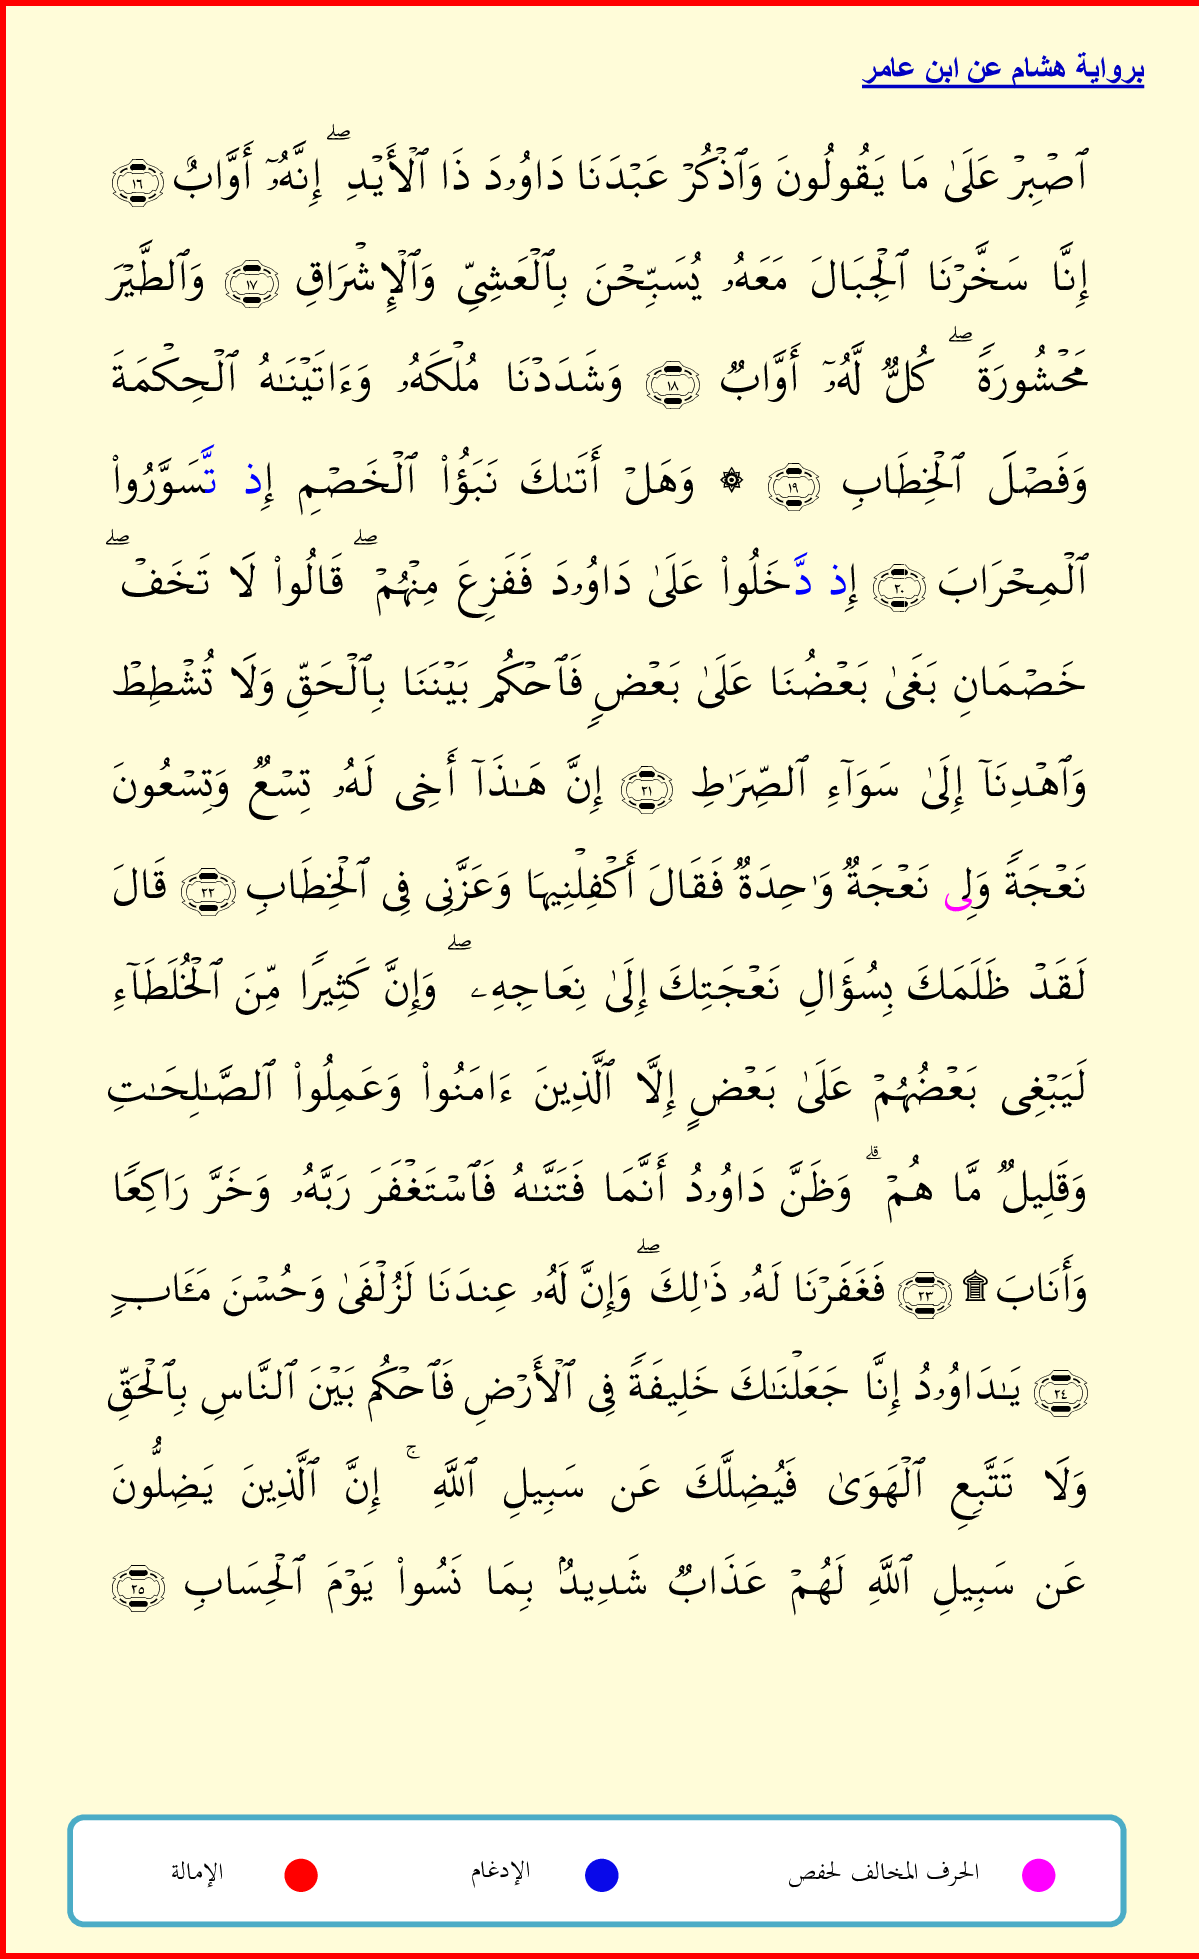 برواية هشام عن ابن عامر
ٱصۡبِرۡ عَلَىٰ مَا يَقُولُونَ وَٱذۡكُرۡ عَبۡدَنَا دَاوُۥدَ ذَا ٱلۡأَيۡدِۖ إِنَّهُۥٓ أَوَّابٌ ١٦
إِنَّا سَخَّرۡنَا ٱلۡجِبَالَ مَعَهُۥ يُسَبِّحۡنَ بِٱلۡعَشِيِّ وَٱلۡإِشۡرَاقِ ١٧ وَٱلطَّيۡرَ
مَحۡشُورَةٗۖ كُلّٞ لَّهُۥٓ أَوَّابٞ ١٨ وَشَدَدۡنَا مُلۡكَهُۥ وَءَاتَيۡنَٰهُ ٱلۡحِكۡمَةَ
وَفَصۡلَ ٱلۡخِطَابِ ١٩ ۞ وَهَلۡ أَتَىٰكَ نَبَؤُاْ ٱلۡخَصۡمِ إِذ تَّسَوَّرُواْ
ٱلۡمِحۡرَابَ ٢٠ إِذ دَّخَلُواْ عَلَىٰ دَاوُۥدَ فَفَزِعَ مِنۡهُمۡۖ قَالُواْ لَا تَخَفۡۖ
خَصۡمَانِ بَغَىٰ بَعۡضُنَا عَلَىٰ بَعۡضٖ فَٱحۡكُم بَيۡنَنَا بِٱلۡحَقِّ وَلَا تُشۡطِطۡ
وَٱهۡدِنَآ إِلَىٰ سَوَآءِ ٱلصِّرَٰطِ ٢١ إِنَّ هَٰذَآ أَخِي لَهُۥ تِسۡعٞ وَتِسۡعُونَ
نَعۡجَةٗ وَلِي نَعۡجَةٞ وَٰحِدَةٞ فَقَالَ أَكۡفِلۡنِيهَا وَعَزَّنِي فِي ٱلۡخِطَابِ ٢٢ قَالَ
لَقَدۡ ظَلَمَكَ بِسُؤَالِ نَعۡجَتِكَ إِلَىٰ نِعَاجِهِۦۖ وَإِنَّ كَثِيرٗا مِّنَ ٱلۡخُلَطَآءِ
لَيَبۡغِي بَعۡضُهُمۡ عَلَىٰ بَعۡضٍ إِلَّا ٱلَّذِينَ ءَامَنُواْ وَعَمِلُواْ ٱلصَّٰلِحَٰتِ
وَقَلِيلٞ مَّا هُمۡۗ وَظَنَّ دَاوُۥدُ أَنَّمَا فَتَنَّٰهُ فَٱسۡتَغۡفَرَ رَبَّهُۥ وَخَرَّ رَاكِعٗا
وَأَنَابَ۩ ٢٣ فَغَفَرۡنَا لَهُۥ ذَٰلِكَۖ وَإِنَّ لَهُۥ عِندَنَا لَزُلۡفَىٰ وَحُسۡنَ مَـَٔابٖ
٢٤ يَٰدَاوُۥدُ إِنَّا جَعَلۡنَٰكَ خَلِيفَةٗ فِي ٱلۡأَرۡضِ فَٱحۡكُم بَيۡنَ ٱلنَّاسِ بِٱلۡحَقِّ
وَلَا تَتَّبِعِ ٱلۡهَوَىٰ فَيُضِلَّكَ عَن سَبِيلِ ٱللَّهِۚ إِنَّ ٱلَّذِينَ يَضِلُّونَ
عَن سَبِيلِ ٱللَّهِ لَهُمۡ عَذَابٞ شَدِيدُۢ بِمَا نَسُواْ يَوۡمَ ٱلۡحِسَابِ ٢٥
الحرف المخالف لحفص الإدغام الإمالة